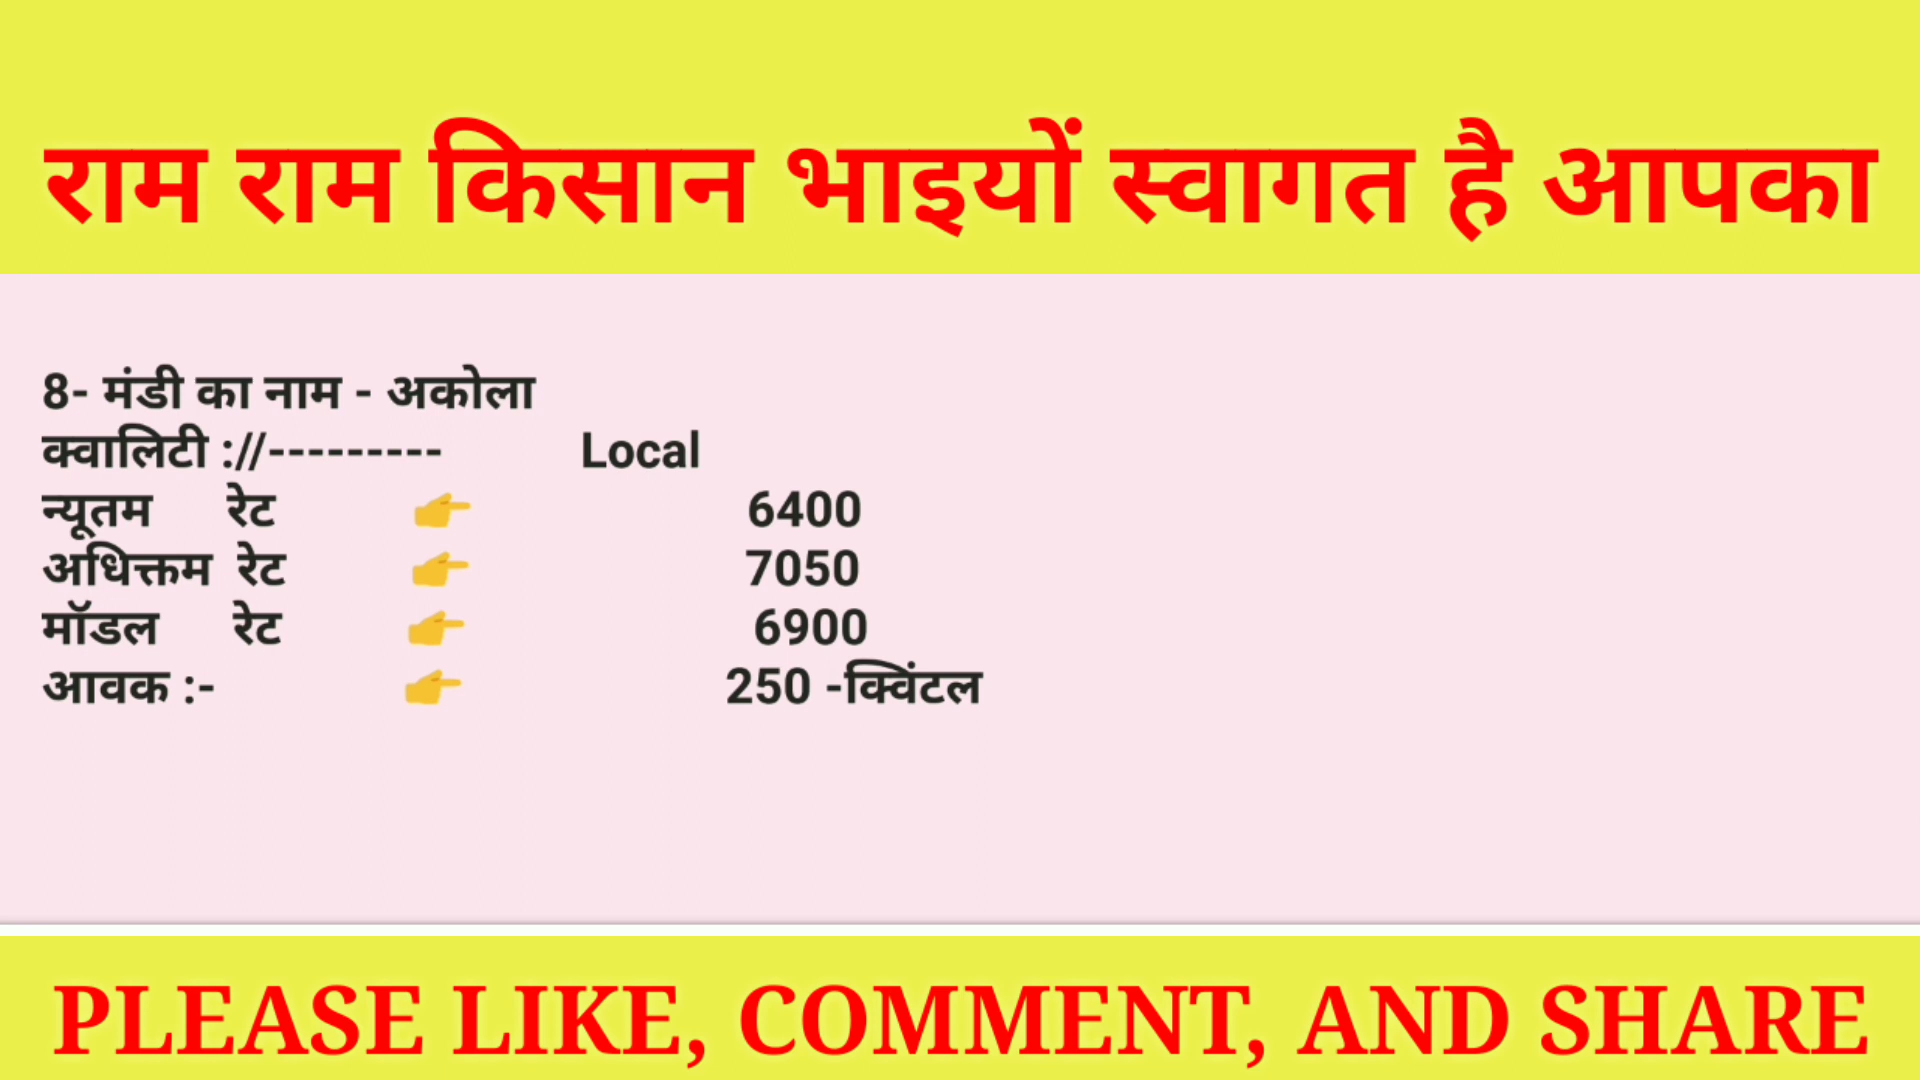 राम राम किसान भाइयों स्वागत है आपका
8- मंडी का नाम - अकोला
क्वालिटी ://--------- Local
न्यूतम रेट 👉 6400
अधिक्तम रेट 👉 7050
मॉडल रेट 👉 6900
आवक :- 👉 250 -क्विंटल
PLEASE LIKE, COMMENT, AND SHARE